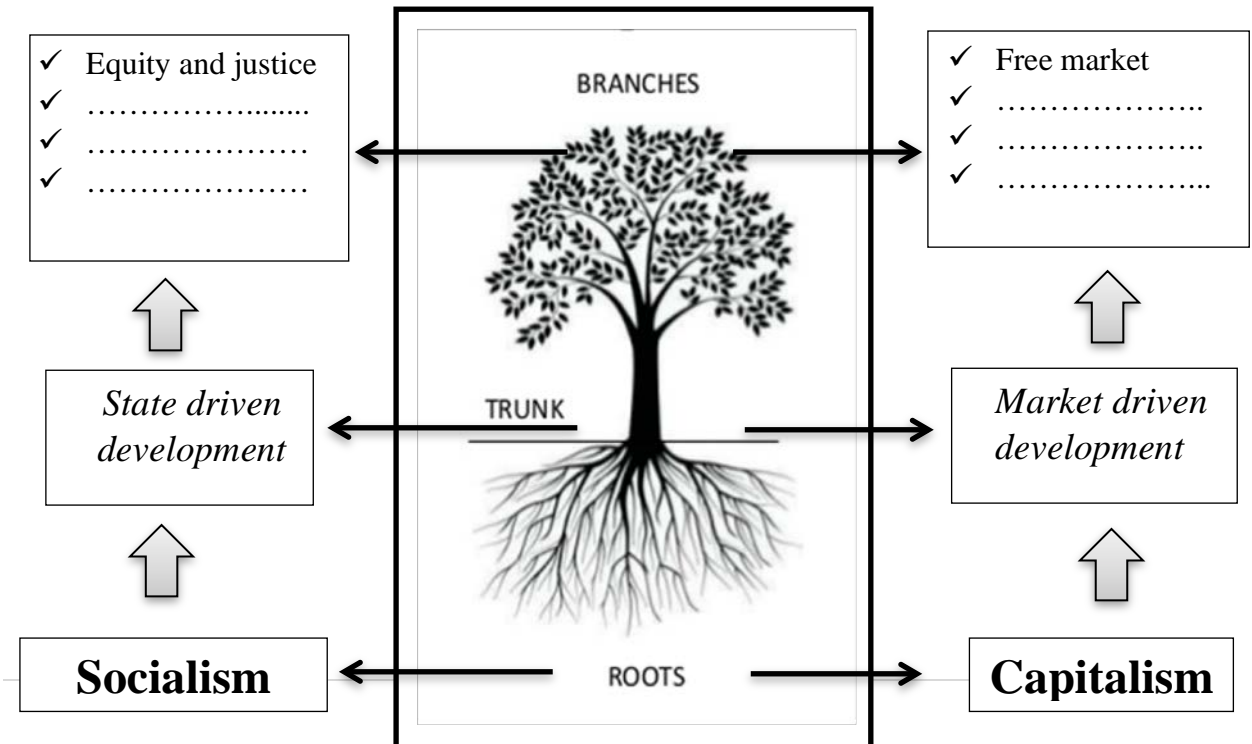 ✓ Equity and justice
✓ ……………........
✓ …………………
✓ …………………
BRANCHES
✓ Free market
✓ ………………..
✓ ………………..
✓ ………………...
State driven
development
TRUNK
Market driven
development
Socialism
ROOTS
Capitalism